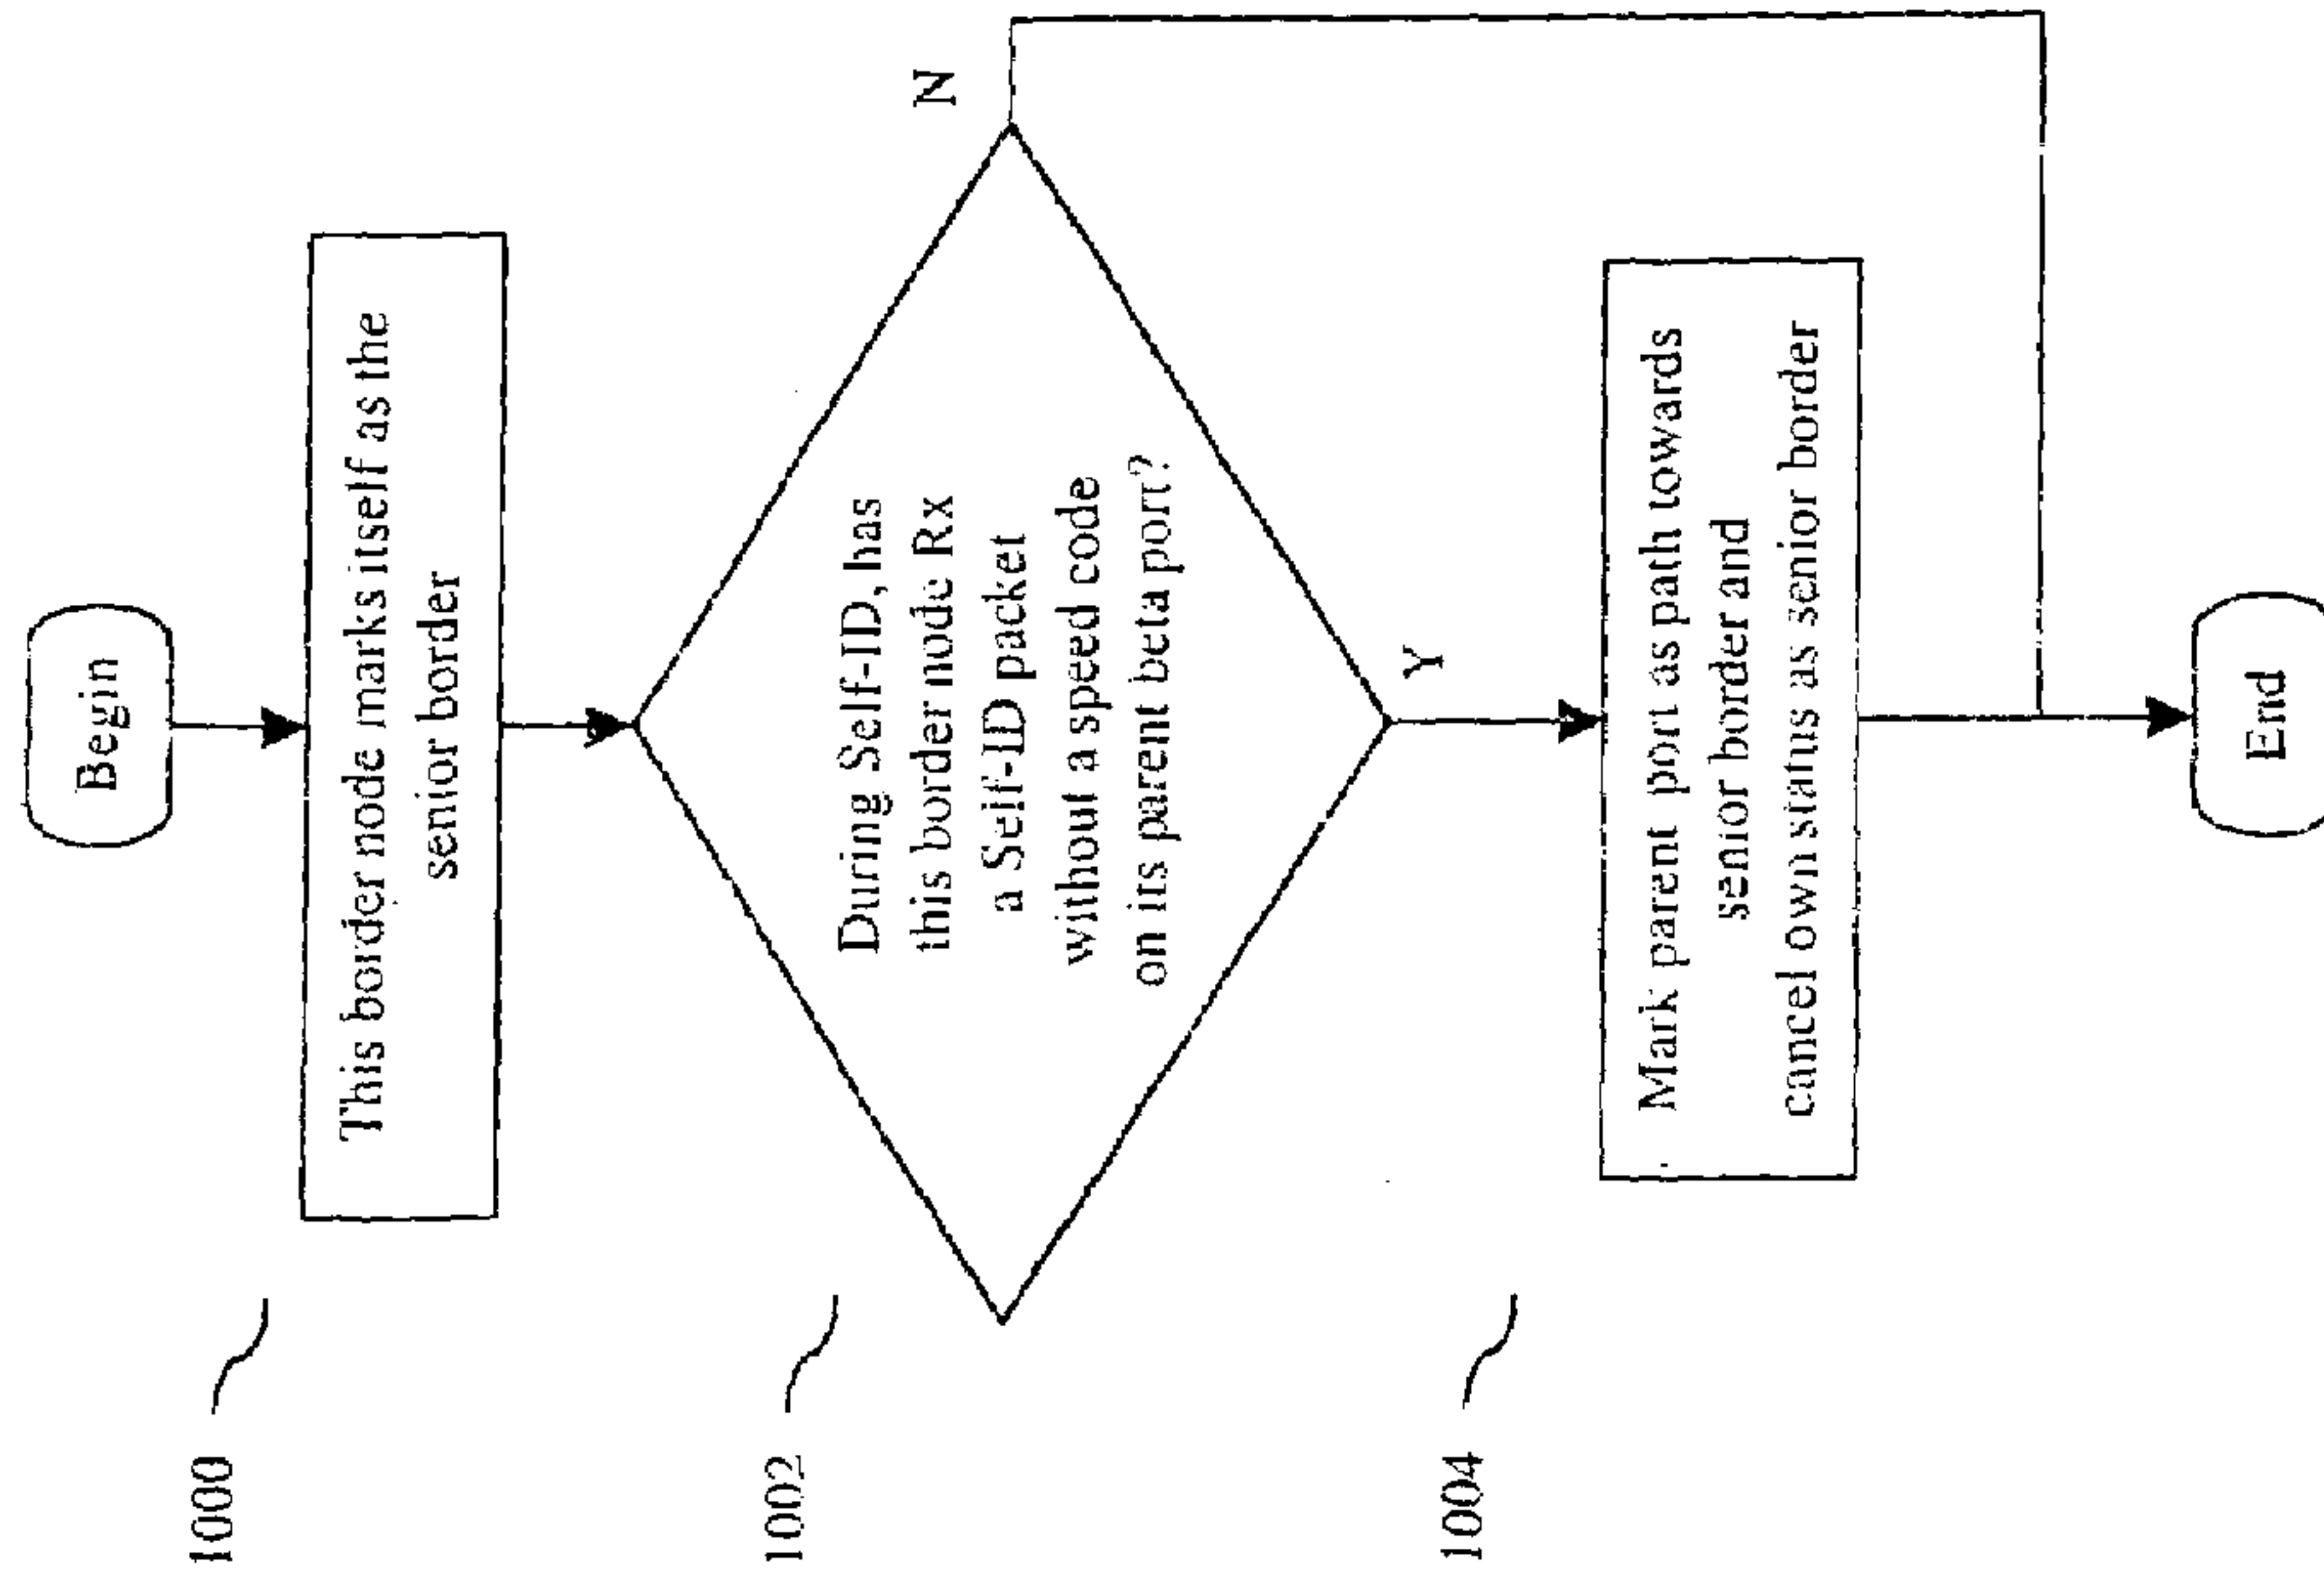 Begin
1000
This border node marks itself as the
senior border
1002
During Self-ID, has
this border node Rx
a Self-ID packet
without a speed code
on its parent beta port?
N
Y
1004
Mark parent port as path towards
senior border and
cancel own status as senior border
End